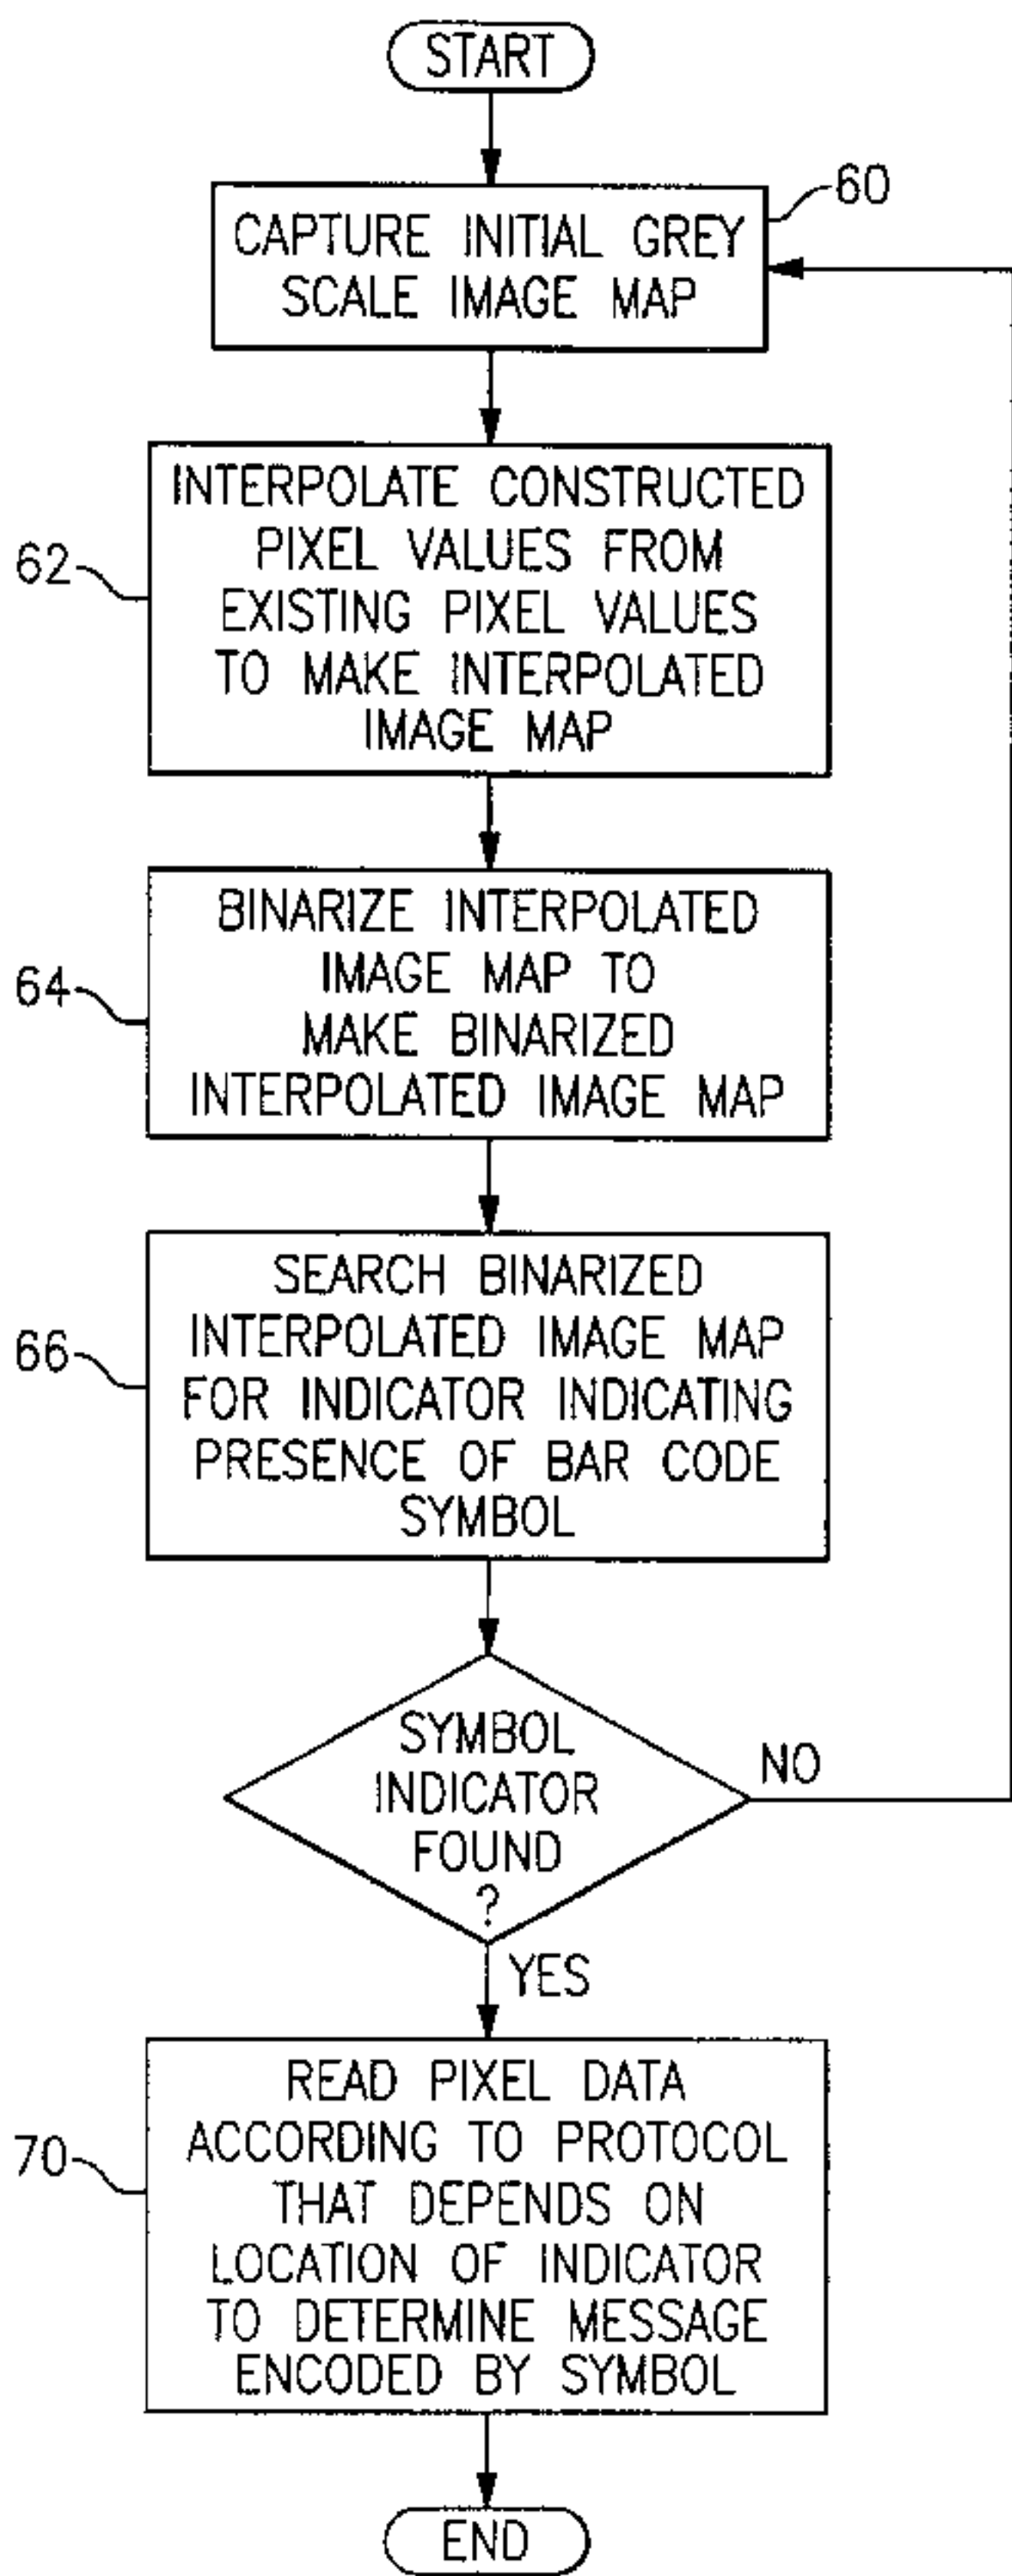 START
60
CAPTURE INITIAL GREY
SCALE IMAGE MAP
62
INTERPOLATE CONSTRUCTED
PIXEL VALUES FROM
EXISTING PIXEL VALUES
TO MAKE INTERPOLATED
IMAGE MAP
64
BINARIZE INTERPOLATED
IMAGE MAP TO
MAKE BINARIZED
INTERPOLATED IMAGE MAP
66
SEARCH BINARIZED
INTERPOLATED IMAGE MAP
FOR INDICATOR INDICATING
PRESENCE OF BAR CODE
SYMBOL
SYMBOL
INDICATOR
FOUND
?
NO
YES
70
READ PIXEL DATA
ACCORDING TO PROTOCOL
THAT DEPENDS ON
LOCATION OF INDICATOR
TO DETERMINE MESSAGE
ENCODED BY SYMBOL
END